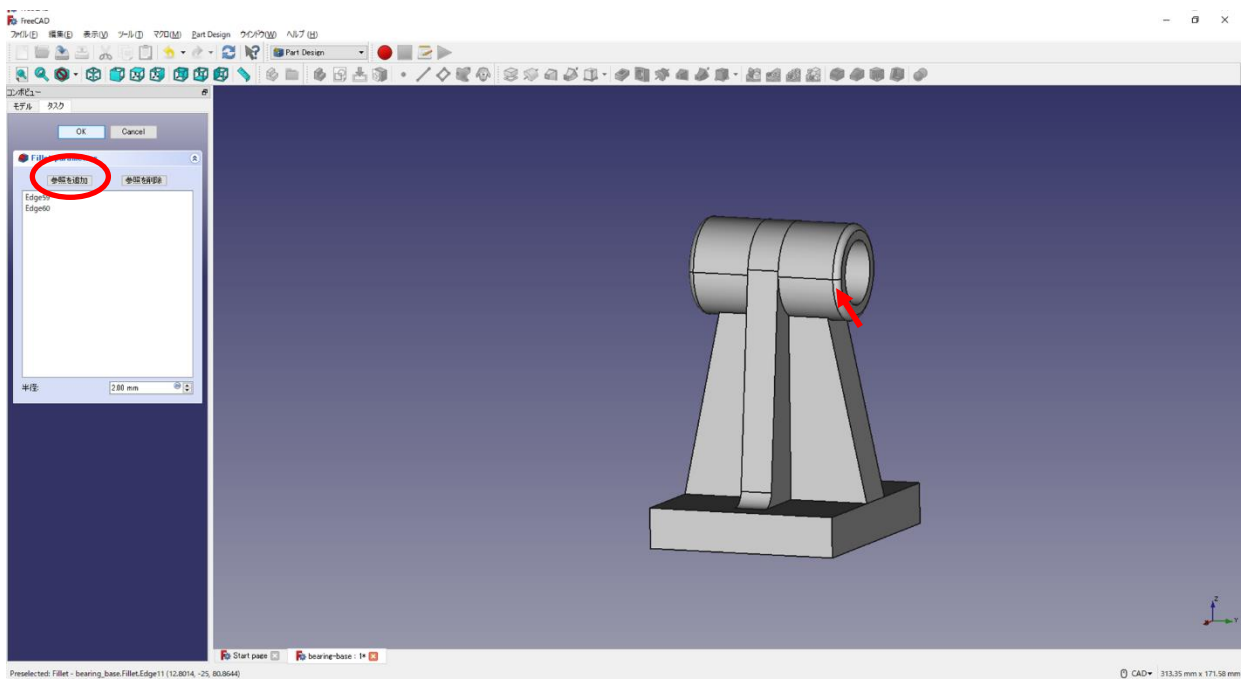 FreeCAD
ファイル(F) 編集(E) 表示(V) ツール(T) マクロ(M) Part Design ウインドウ(W) ヘルプ(H)
Part Design
コンボビュー
モデル タスク
OK Cancel
参照を追加 参照を削除
Edge59
Edge60
半径: 2.00 mm
Z
Y
Start page bearing-base : 1*
Preselected: Fillet - bearing_base.Fillet.Edge11 (12.8014, -25, 80.8644) CAD 313.35 mm x 171.58 mm